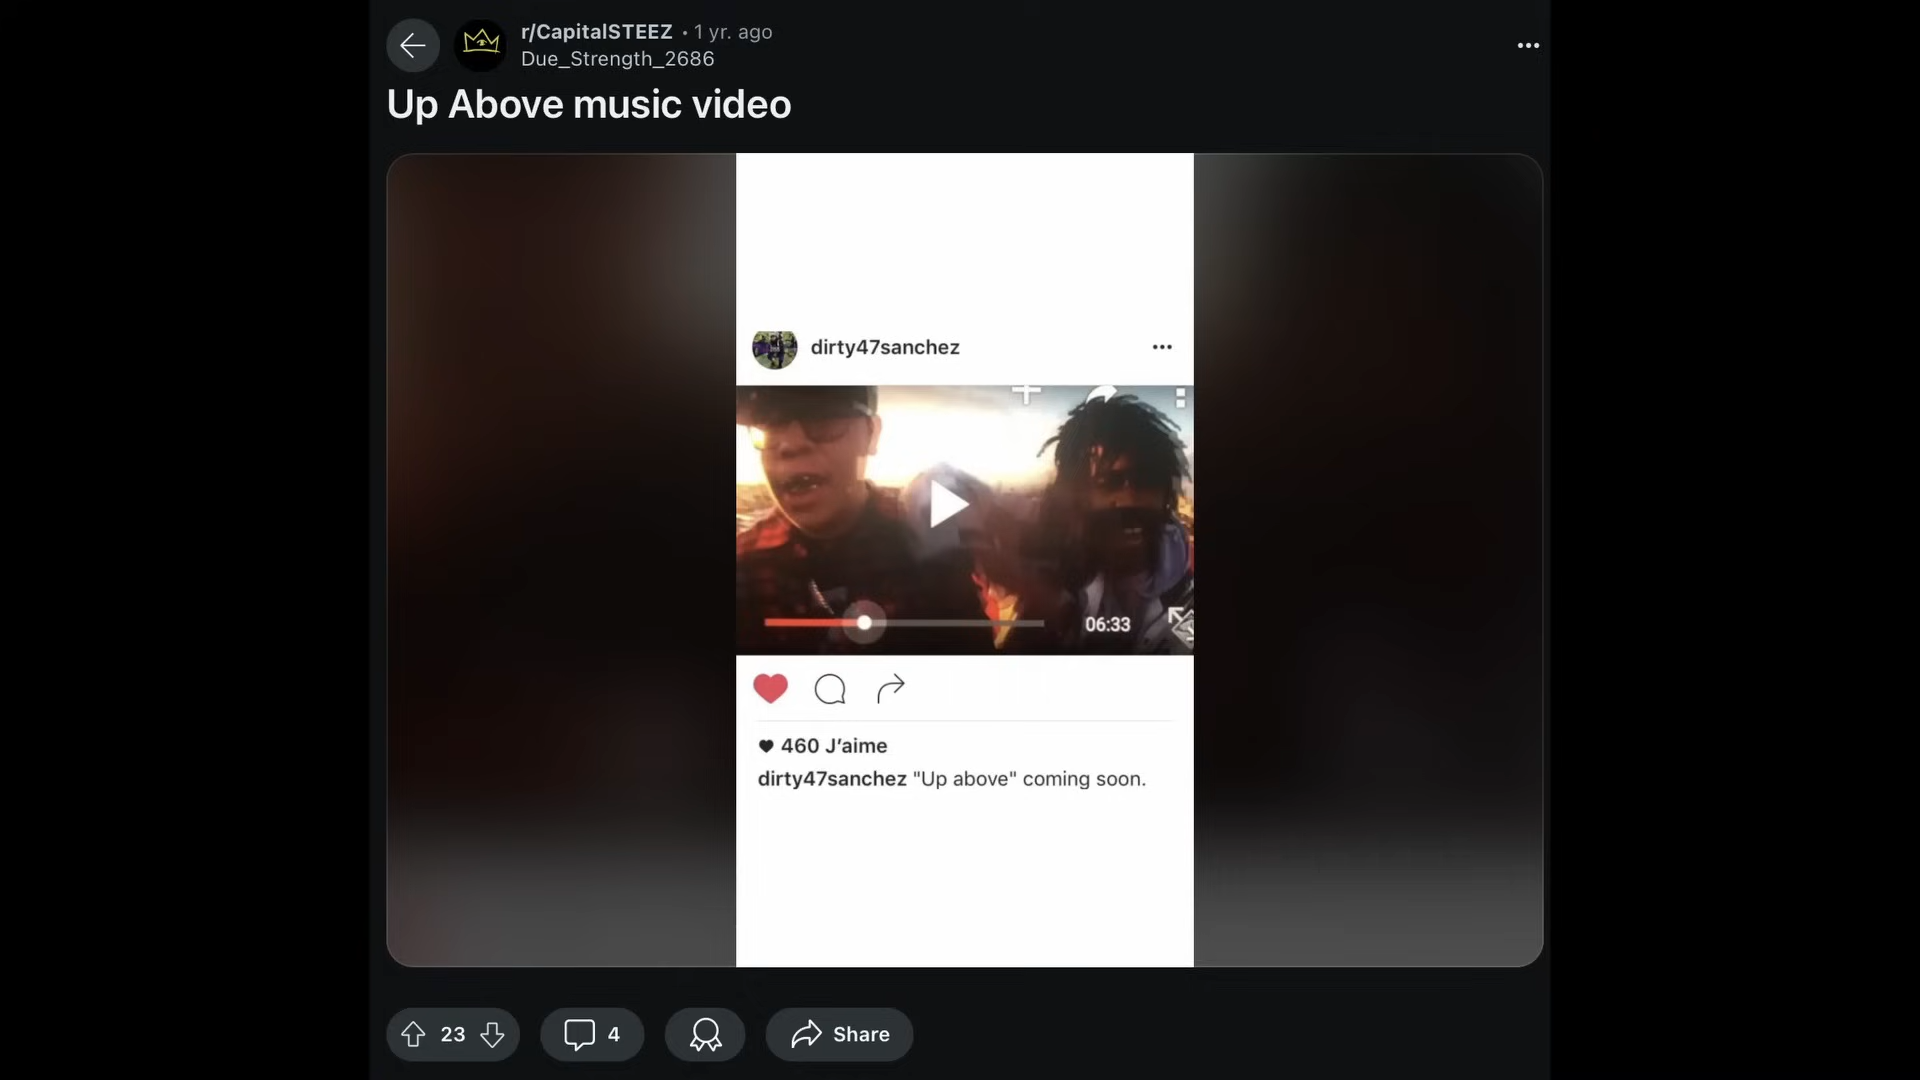 r/CapitalSTEEZ • 1 yr. ago
Due_Strength_2686
Up Above music video
dirty47sanchez
06:33
460 J'aime
dirty47sanchez "Up above" coming soon.
23
4
Share